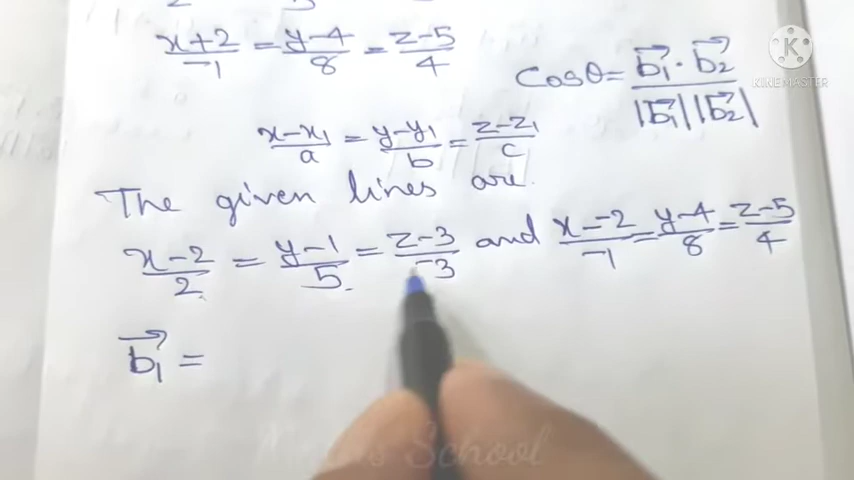 x+2/-1 = y-4/8 = z-5/4
Cosθ = b₁⃗ · b₂⃗ / |b₁⃗| |b₂⃗|
KINEMASTER
x-x₁/a = y-y₁/b = z-z₁/c
The given lines are
x-2/2 = y-1/5 = z-3/-3 and x--2/-1 = y-4/8 = z-5/4
b₁⃗ =
School